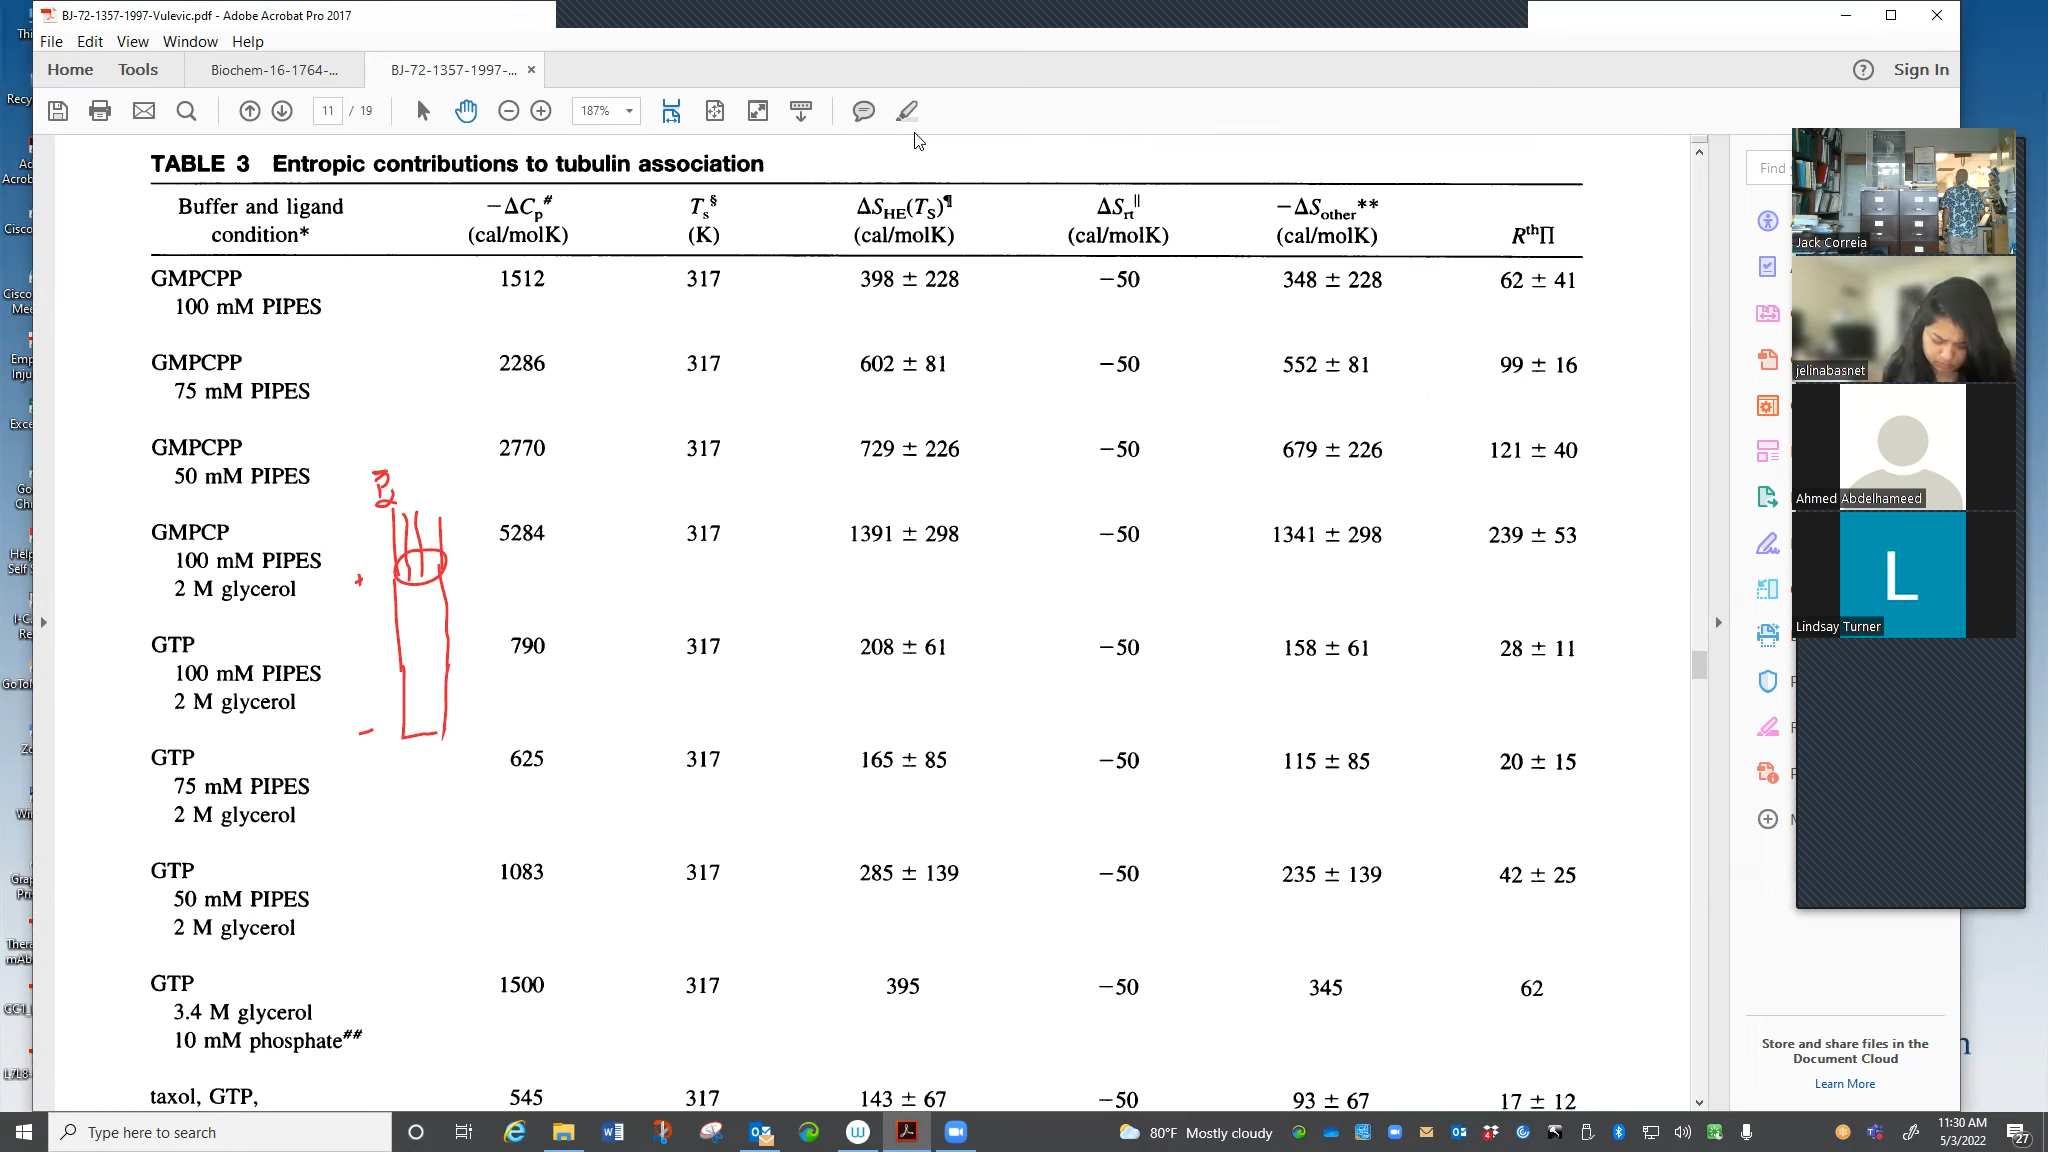 BJ-72-1357-1997-Vulevic.pdf - Adobe Acrobat Pro 2017
File Edit View Window Help
Home Tools Biochem-16-1764-... BJ-72-1357-1997-... × Sign In
11 / 19 187%
TABLE 3 Entropic contributions to tubulin association
Buffer and ligand condition* −ΔCp# (cal/molK) Ts§ (K) ΔSHE(TS)¶ (cal/molK) ΔSrt‖ (cal/molK) −ΔSother** (cal/molK) RthΠ
GMPCPP 1512 317 398 ± 228 −50 348 ± 228 62 ± 41
100 mM PIPES
GMPCPP 2286 317 602 ± 81 −50 552 ± 81 99 ± 16
75 mM PIPES
GMPCPP 2770 317 729 ± 226 −50 679 ± 226 121 ± 40
50 mM PIPES
GMPCP 5284 317 1391 ± 298 −50 1341 ± 298 239 ± 53
100 mM PIPES
2 M glycerol
+
GTP 790 317 208 ± 61 −50 158 ± 61 28 ± 11
100 mM PIPES
2 M glycerol
−
GTP 625 317 165 ± 85 −50 115 ± 85 20 ± 15
75 mM PIPES
2 M glycerol
GTP 1083 317 285 ± 139 −50 235 ± 139 42 ± 25
50 mM PIPES
2 M glycerol
GTP 1500 317 395 −50 345 62
3.4 M glycerol
10 mM phosphate##
taxol, GTP, 545 317 143 ± 67 −50 93 ± 67 17 ± 12
Find
Jack Correia
jelinabasnet
Ahmed Abdelhameed
L
Lindsay Turner
Store and share files in the
Document Cloud
Learn More
Type here to search
80°F Mostly cloudy
11:30 AM
5/3/2022
27